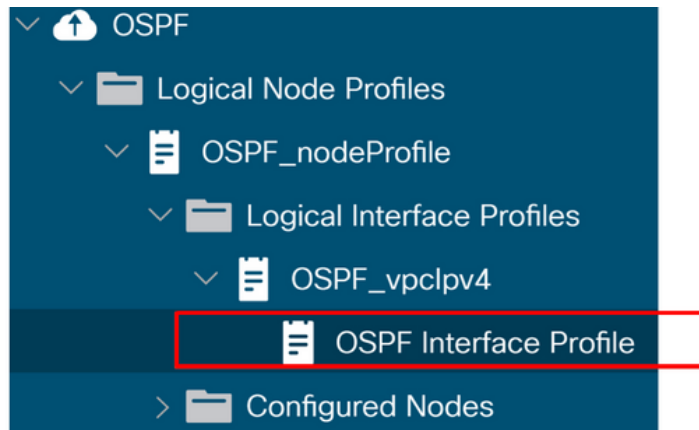 OSPF
Logical Node Profiles
OSPF_nodeProfile
Logical Interface Profiles
OSPF_vpcIpv4
OSPF Interface Profile
Configured Nodes